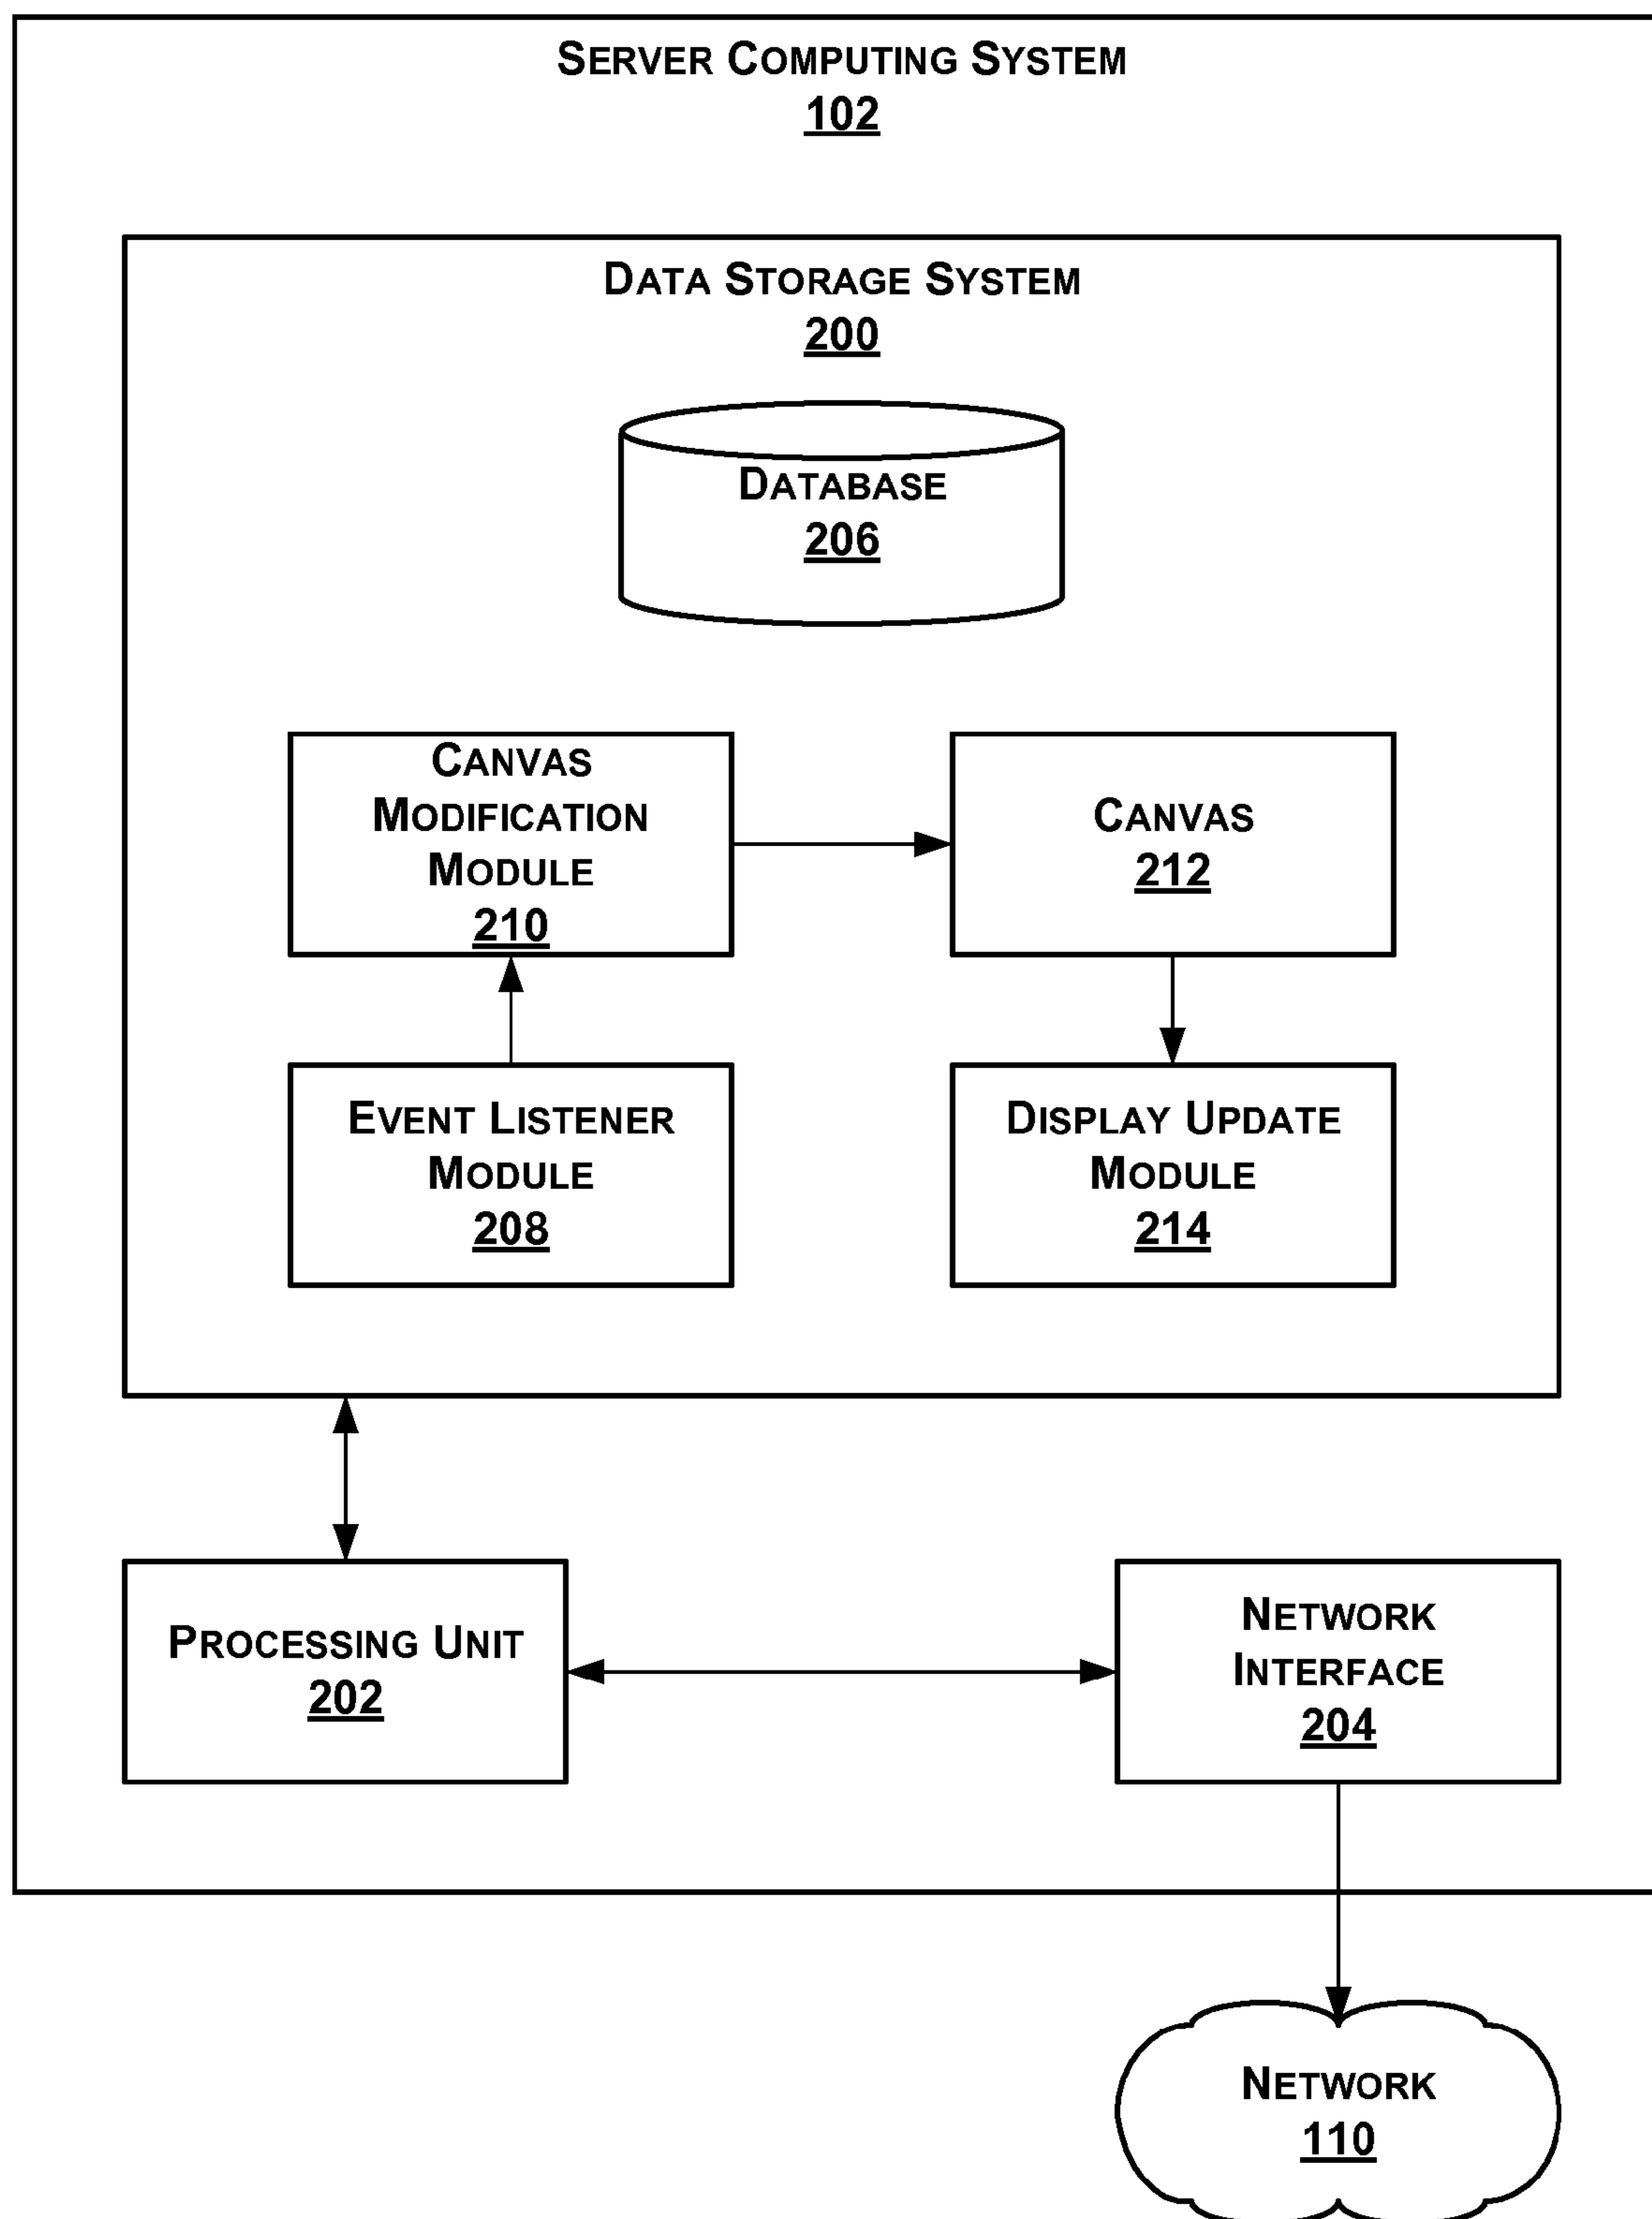 SERVER COMPUTING SYSTEM
102
DATA STORAGE SYSTEM
200
DATABASE
206
CANVAS
MODIFICATION
MODULE
210
CANVAS
212
EVENT LISTENER
MODULE
208
DISPLAY UPDATE
MODULE
214
PROCESSING UNIT
202
NETWORK
INTERFACE
204
NETWORK
110